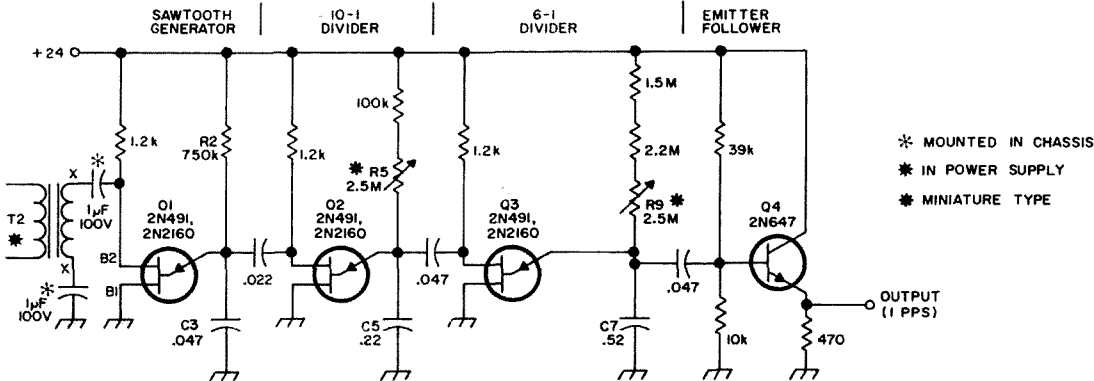 SAWTOOTH
GENERATOR
10-1
DIVIDER
6-1
DIVIDER
EMITTER
FOLLOWER
+24
1.2k
R2
750k
1.2k
100k
* R5
2.5M
1.2k
1.5M
2.2M
R9 *
2.5M
39k
* MOUNTED IN CHASSIS
* IN POWER SUPPLY
* MINIATURE TYPE
T2
*
X
*
1µF
100V
X
*
1µF
100V
B2
B1
Q1
2N491,
2N2160
Q2
2N491,
2N2160
Q3
2N491,
2N2160
Q4
2N647
.022
.047
.047
C3
.047
C5
.22
C7
.52
10k
470
OUTPUT
(1 PPS)